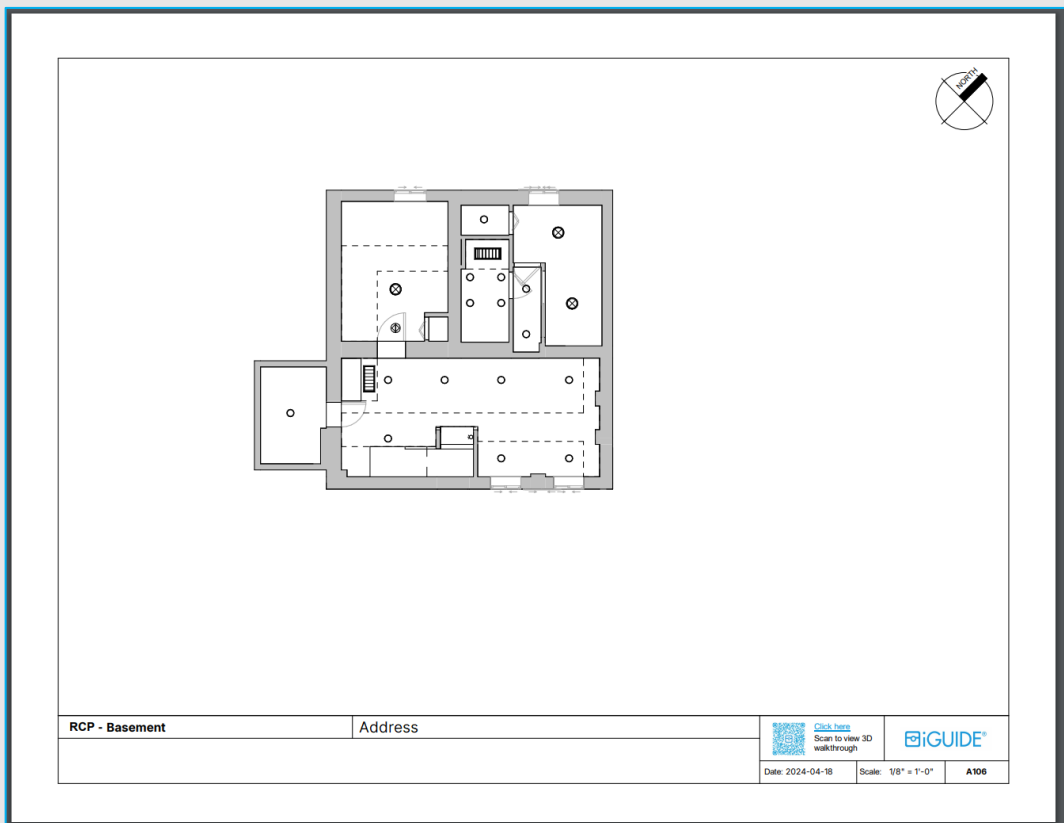 NORTH
RCP - Basement
Address
Click here
Scan to view 3D
walkthrough
iGUIDE®
Date: 2024-04-18
Scale: 1/8" = 1'-0"
A106